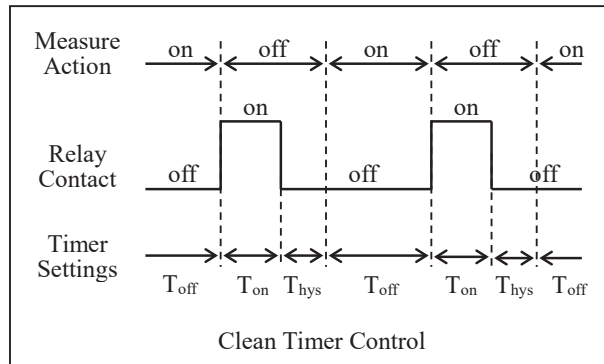 Measure
Action
on off on off on
on on
Relay
Contact
off off off
Timer
Settings
Toff Ton Thys Toff Ton Thys Toff
Clean Timer Control